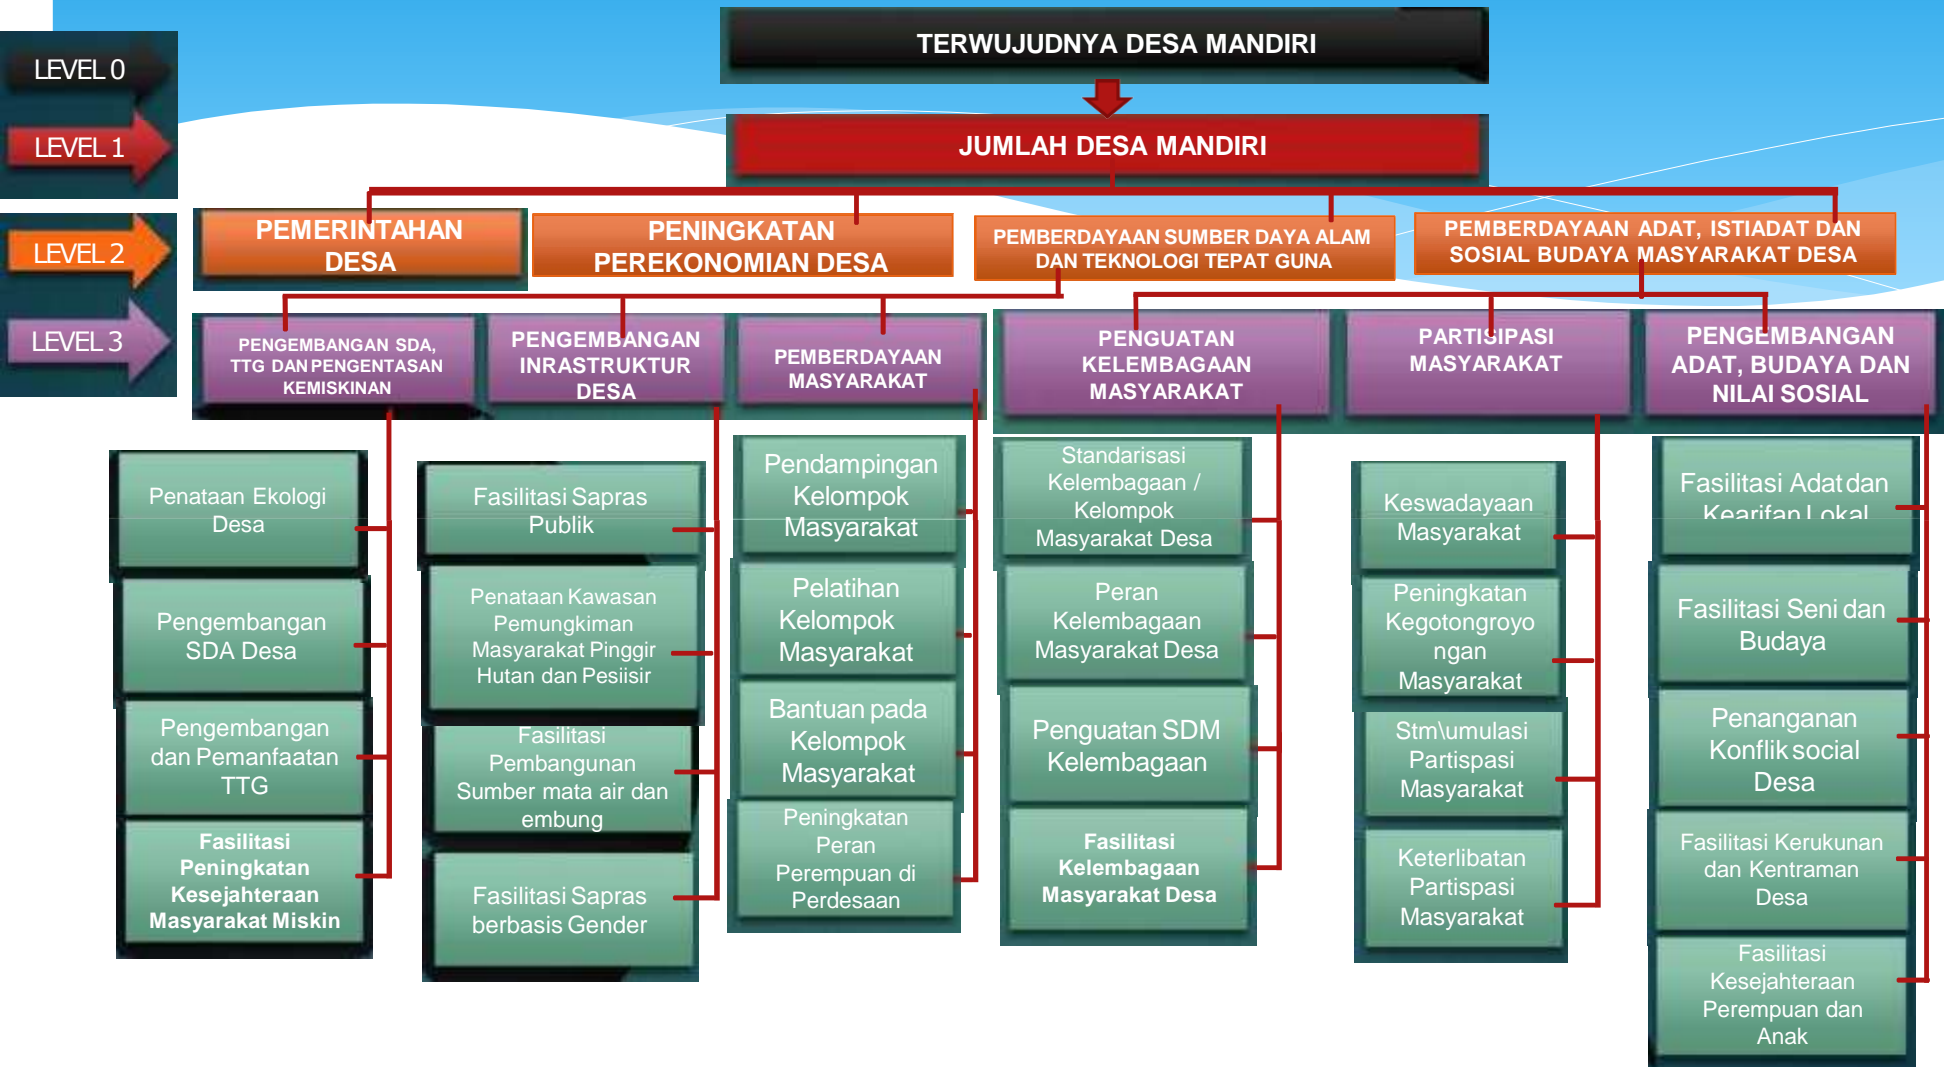 TERWUJUDNYA DESA MANDIRI
LEVEL 0
JUMLAH DESA MANDIRI
LEVEL 1
LEVEL 2
PEMERINTAHAN
DESA
PENINGKATAN
PEREKONOMIAN DESA
PEMBERDAYAAN SUMBER DAYA ALAM
DAN TEKNOLOGI TEPAT GUNA
PEMBERDAYAAN ADAT, ISTIADAT DAN
SOSIAL BUDAYA MASYARAKAT DESA
LEVEL 3
PENGEMBANGAN SDA,
TTG DAN PENGENTASAN
KEMISKINAN
PENGEMBANGAN
INRASTRUKTUR
DESA
PEMBERDAYAAN
MASYARAKAT
PENGUATAN
KELEMBAGAAN
MASYARAKAT
PARTISIPASI
MASYARAKAT
PENGEMBANGAN
ADAT, BUDAYA DAN
NILAI SOSIAL
Penataan Ekologi
Desa
Pengembangan
SDA Desa
Pengembangan
dan Pemanfaatan
TTG
Fasilitasi
Peningkatan
Kesejahteraan
Masyarakat Miskin
Fasilitasi Sapras
Publik
Penataan Kawasan
Pemungkiman
Masyarakat Pinggir
Hutan dan Pesiisir
Fasilitasi
Pembangunan
Sumber mata air dan
embung
Fasilitasi Sapras
berbasis Gender
Pendampingan
Kelompok
Masyarakat
Pelatihan
Kelompok
Masyarakat
Bantuan pada
Kelompok
Masyarakat
Peningkatan
Peran
Perempuan di
Perdesaan
Standarisasi
Kelembagaan /
Kelompok
Masyarakat Desa
Peran
Kelembagaan
Masyarakat Desa
Penguatan SDM
Kelembagaan
Fasilitasi
Kelembagaan
Masyarakat Desa
Keswadayaan
Masyarakat
Peningkatan
Kegotongroyo
ngan
Masyarakat
Stm\umulasi
Partispasi
Masyarakat
Keterlibatan
Partispasi
Masyarakat
Fasilitasi Adat dan
Kearifan Lokal
Fasilitasi Seni dan
Budaya
Penanganan
Konflik social
Desa
Fasilitasi Kerukunan
dan Kentraman
Desa
Fasilitasi
Kesejahteraan
Perempuan dan
Anak